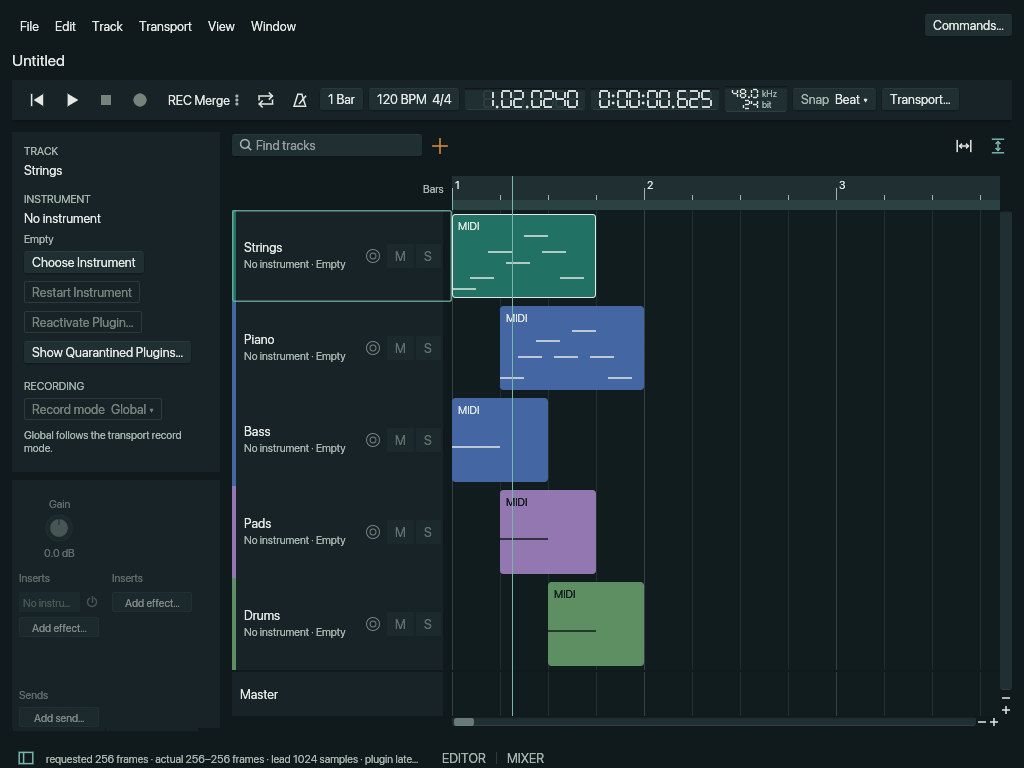 File Edit Track Transport View Window Commands...
Untitled
REC Merge 1 Bar 120 BPM 4/4 1.02.0240 0:00:00.625 48.0 kHz 24 bit Snap Beat Transport...
TRACK
Strings
INSTRUMENT
No instrument
Empty
Choose Instrument
Restart Instrument
Reactivate Plugin...
Show Quarantined Plugins...
RECORDING
Record mode Global
Global follows the transport record
mode.
Gain
0.0 dB
Inserts Inserts
No instru... Add effect...
Add effect...
Sends
Add send...
Find tracks
Bars 1 2 3
Strings
No instrument · Empty M S
MIDI
Piano
No instrument · Empty M S
MIDI
Bass
No instrument · Empty M S
MIDI
Pads
No instrument · Empty M S
MIDI
Drums
No instrument · Empty M S
MIDI
Master
requested 256 frames · actual 256–256 frames · lead 1024 samples · plugin late... EDITOR MIXER